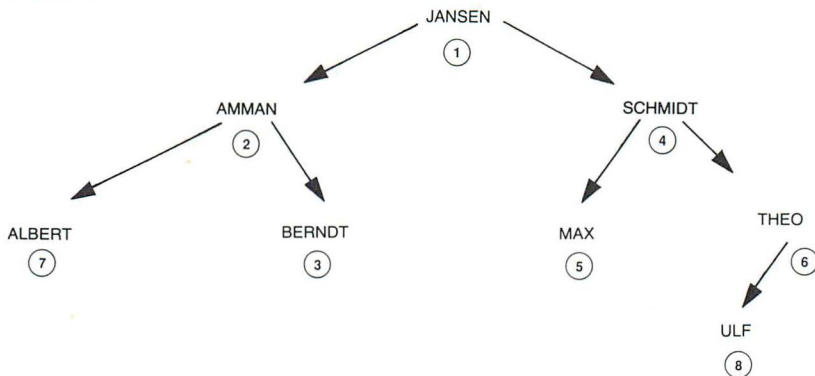 JANSEN
1
AMMAN
SCHMIDT
2
4
ALBERT
BERNDT
MAX
THEO
7
3
5
6
ULF
8